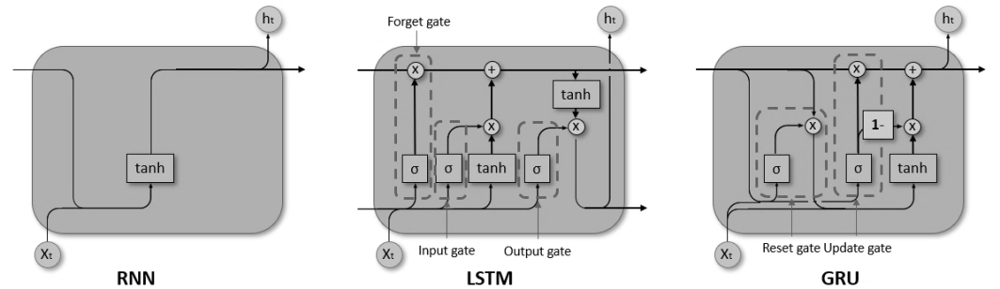 hₜ
tanh
Xₜ
RNN
Forget gate
hₜ
x
+
tanh
x
x
σ
σ
tanh
σ
Input gate
Output gate
Xₜ
LSTM
hₜ
x
+
x
1-
x
σ
σ
tanh
Reset gate Update gate
Xₜ
GRU